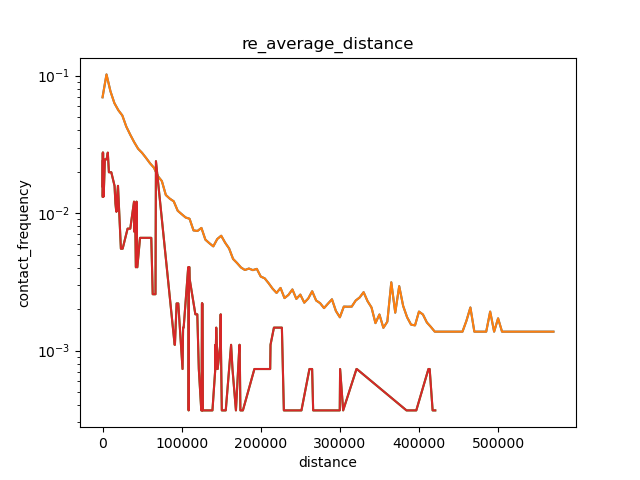 re_average_distance
10⁻¹
10⁻²
10⁻³
contact_frequency
0 100000 200000 300000 400000 500000
distance